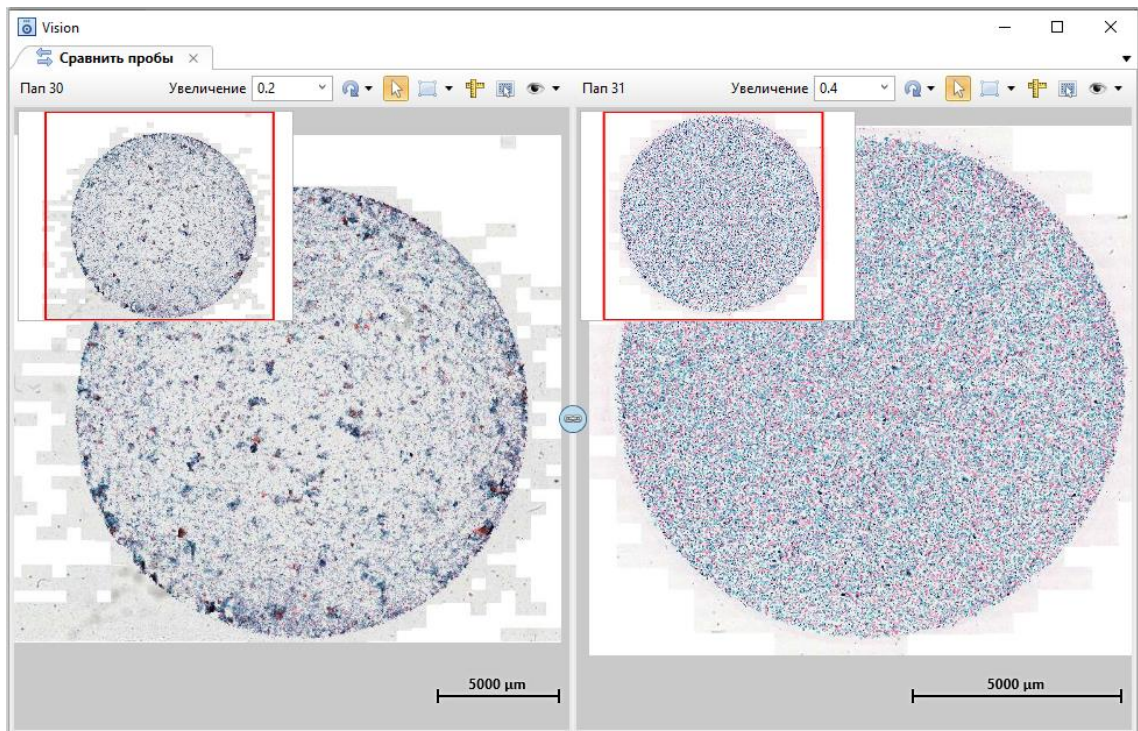 Vision
Сравнить пробы
Пап 30 Увеличение 0.2
Пап 31 Увеличение 0.4
5000 µm
5000 µm